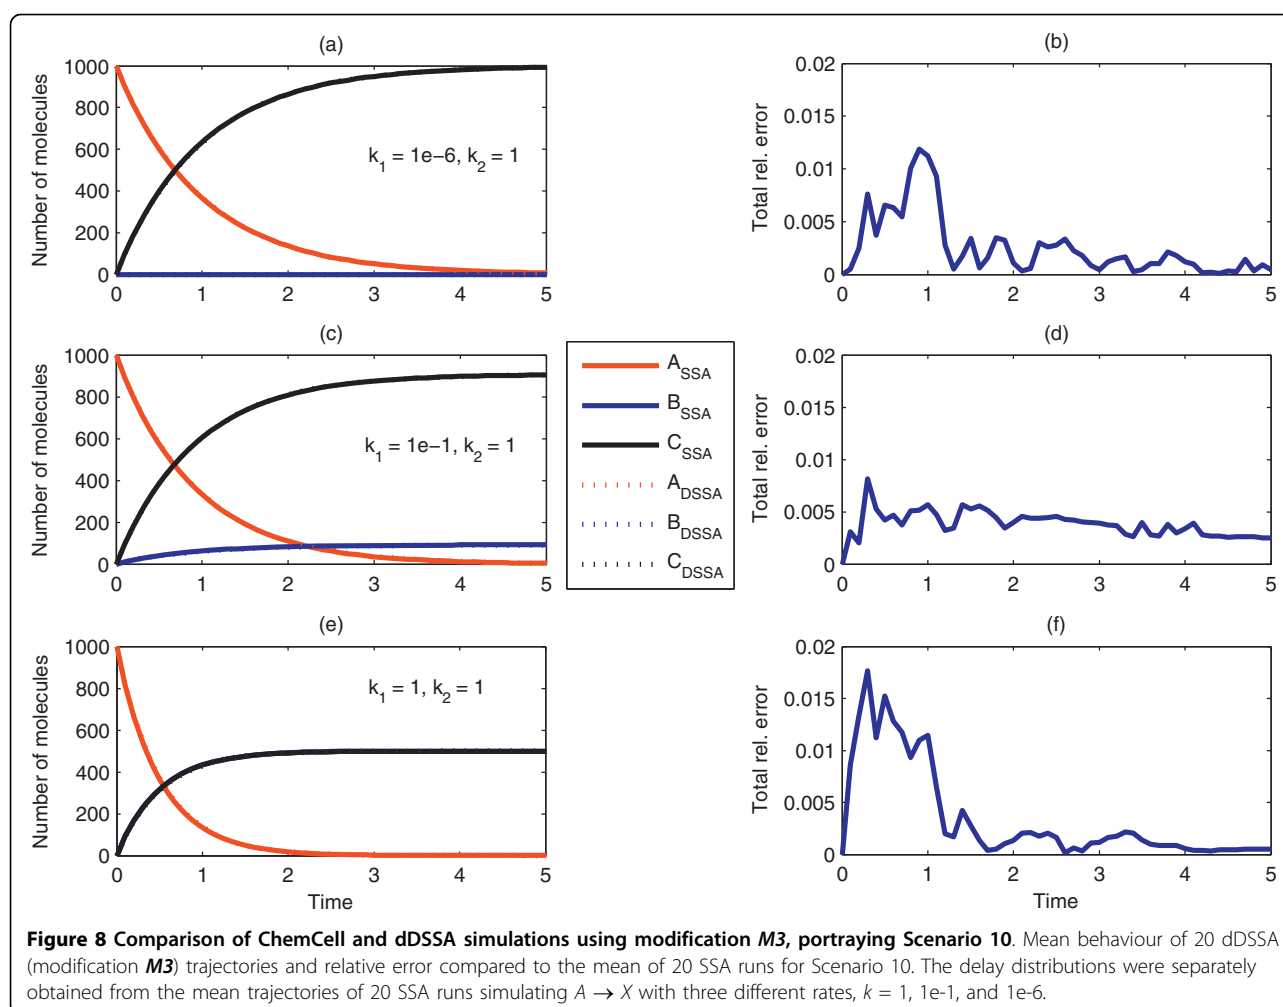 (a)
1000
800
600
400
200
0
Number of molecules
k1 = 1e−6, k2 = 1
0 1 2 3 4 5
(b)
0.02
0.015
0.01
0.005
0
Total rel. error
0 1 2 3 4 5
(c)
1000
800
600
400
200
0
Number of molecules
k1 = 1e−1, k2 = 1
0 1 2 3 4 5
A_SSA
B_SSA
C_SSA
A_DSSA
B_DSSA
C_DSSA
(d)
0.02
0.015
0.01
0.005
0
Total rel. error
0 1 2 3 4 5
(e)
1000
800
600
400
200
0
Number of molecules
k1 = 1, k2 = 1
0 1 2 3 4 5
Time
(f)
0.02
0.015
0.01
0.005
0
Total rel. error
0 1 2 3 4 5
Time
Figure 8 Comparison of ChemCell and dDSSA simulations using modification M3, portraying Scenario 10. Mean behaviour of 20 dDSSA
(modification M3) trajectories and relative error compared to the mean of 20 SSA runs for Scenario 10. The delay distributions were separately
obtained from the mean trajectories of 20 SSA runs simulating A → X with three different rates, k = 1, 1e-1, and 1e-6.